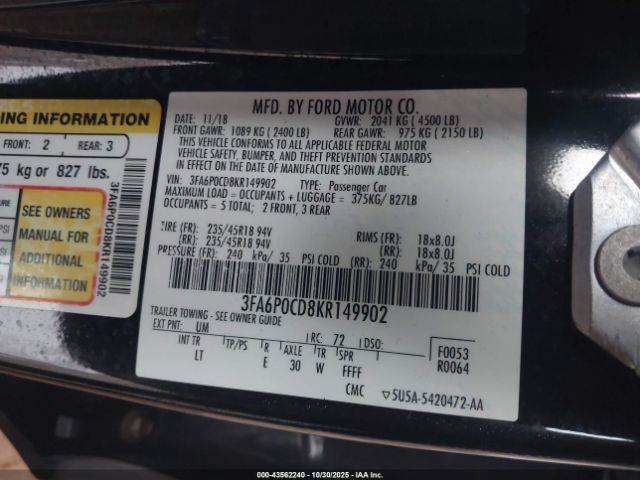 ING INFORMATION
FRONT: 2 REAR: 3
75 kg or 827 lbs.
PSI
PSI
SEE OWNERS
MANUAL FOR
ADDITIONAL
INFORMATION
3FA6P0CD8KR149902
MFD. BY FORD MOTOR CO.
DATE: 11/18 GVWR: 2041 KG ( 4500 LB)
FRONT GAWR: 1089 KG ( 2400 LB) REAR GAWR: 975 KG ( 2150 LB)
THIS VEHICLE CONFORMS TO ALL APPLICABLE FEDERAL MOTOR
VEHICLE SAFETY, BUMPER, AND THEFT PREVENTION STANDARDS
IN EFFECT ON THE DATE OF MANUFACTURE SHOWN ABOVE.
VIN: 3FA6P0CD8KR149902 TYPE: Passenger Car
MAXIMUM LOAD = OCCUPANTS + LUGGAGE = 375KG/ 827LB
OCCUPANTS = 5 TOTAL; 2 FRONT, 3 REAR
TIRE (FR): 235/45R18 94V RIMS (FR): 18x8.0J
(RR): 235/45R18 94V (RR): 18x8.0J
PRESSURE (FR): 240 kPa/ 35 PSI COLD (RR): 240 kPa/ 35 PSI COLD
3FA6P0CD8KR149902
TRAILER TOWING - SEE OWNER GUIDE
EXT PNT: UM RC: 72 DSO: F0053
INT TR TP/PS R AXLE TR SPR R0064
LT E 30 W FFFF
CMC ▽5U5A-5420472-AA
000-43562240 - 10/30/2025 - IAAC, Inc.